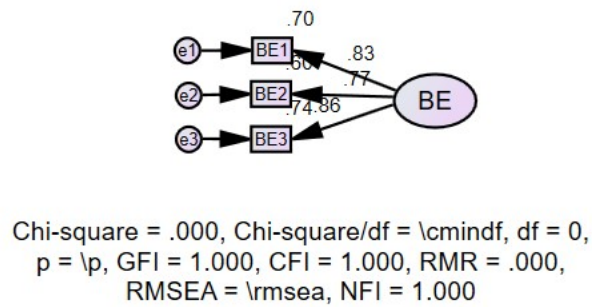 .70
e1 BE1 .83
.60 .77
e2 BE2 BE
.74 .86
e3 BE3
Chi-square = .000, Chi-square/df = \cmindf, df = 0,
p = \p, GFI = 1.000, CFI = 1.000, RMR = .000,
RMSEA = \rmsea, NFI = 1.000